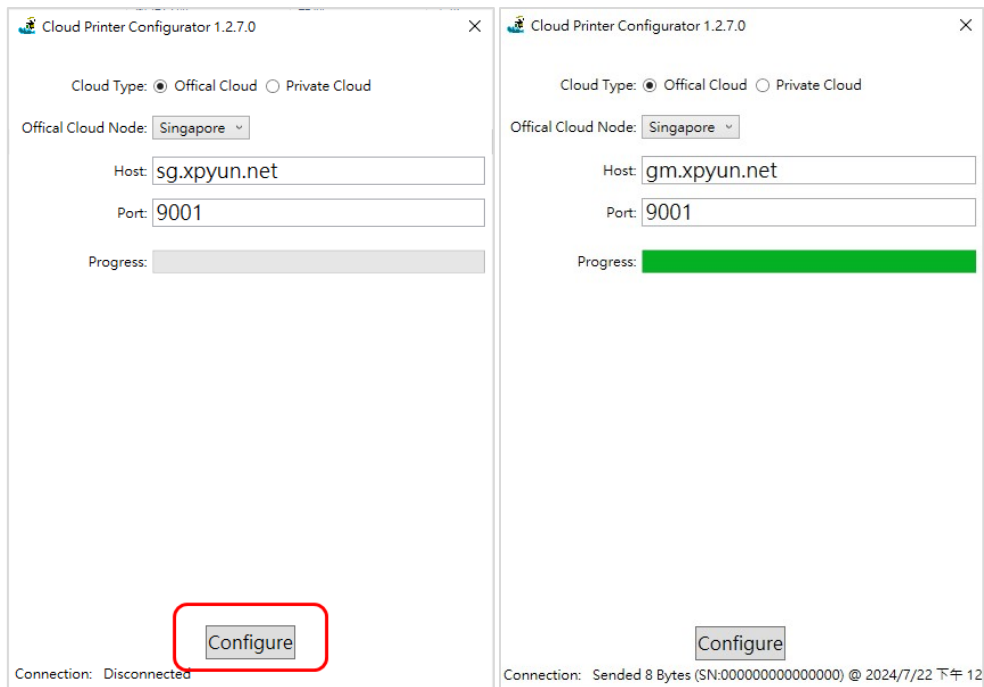 Cloud Printer Configurator 1.2.7.0
Cloud Type: Offical Cloud Private Cloud
Offical Cloud Node: Singapore
Host: sg.xpyun.net
Port: 9001
Progress:
Configure
Connection: Disconnected
Cloud Printer Configurator 1.2.7.0
Cloud Type: Offical Cloud Private Cloud
Offical Cloud Node: Singapore
Host: gm.xpyun.net
Port: 9001
Progress:
Configure
Connection: Sended 8 Bytes (SN:000000000000000) @ 2024/7/22 下午 12